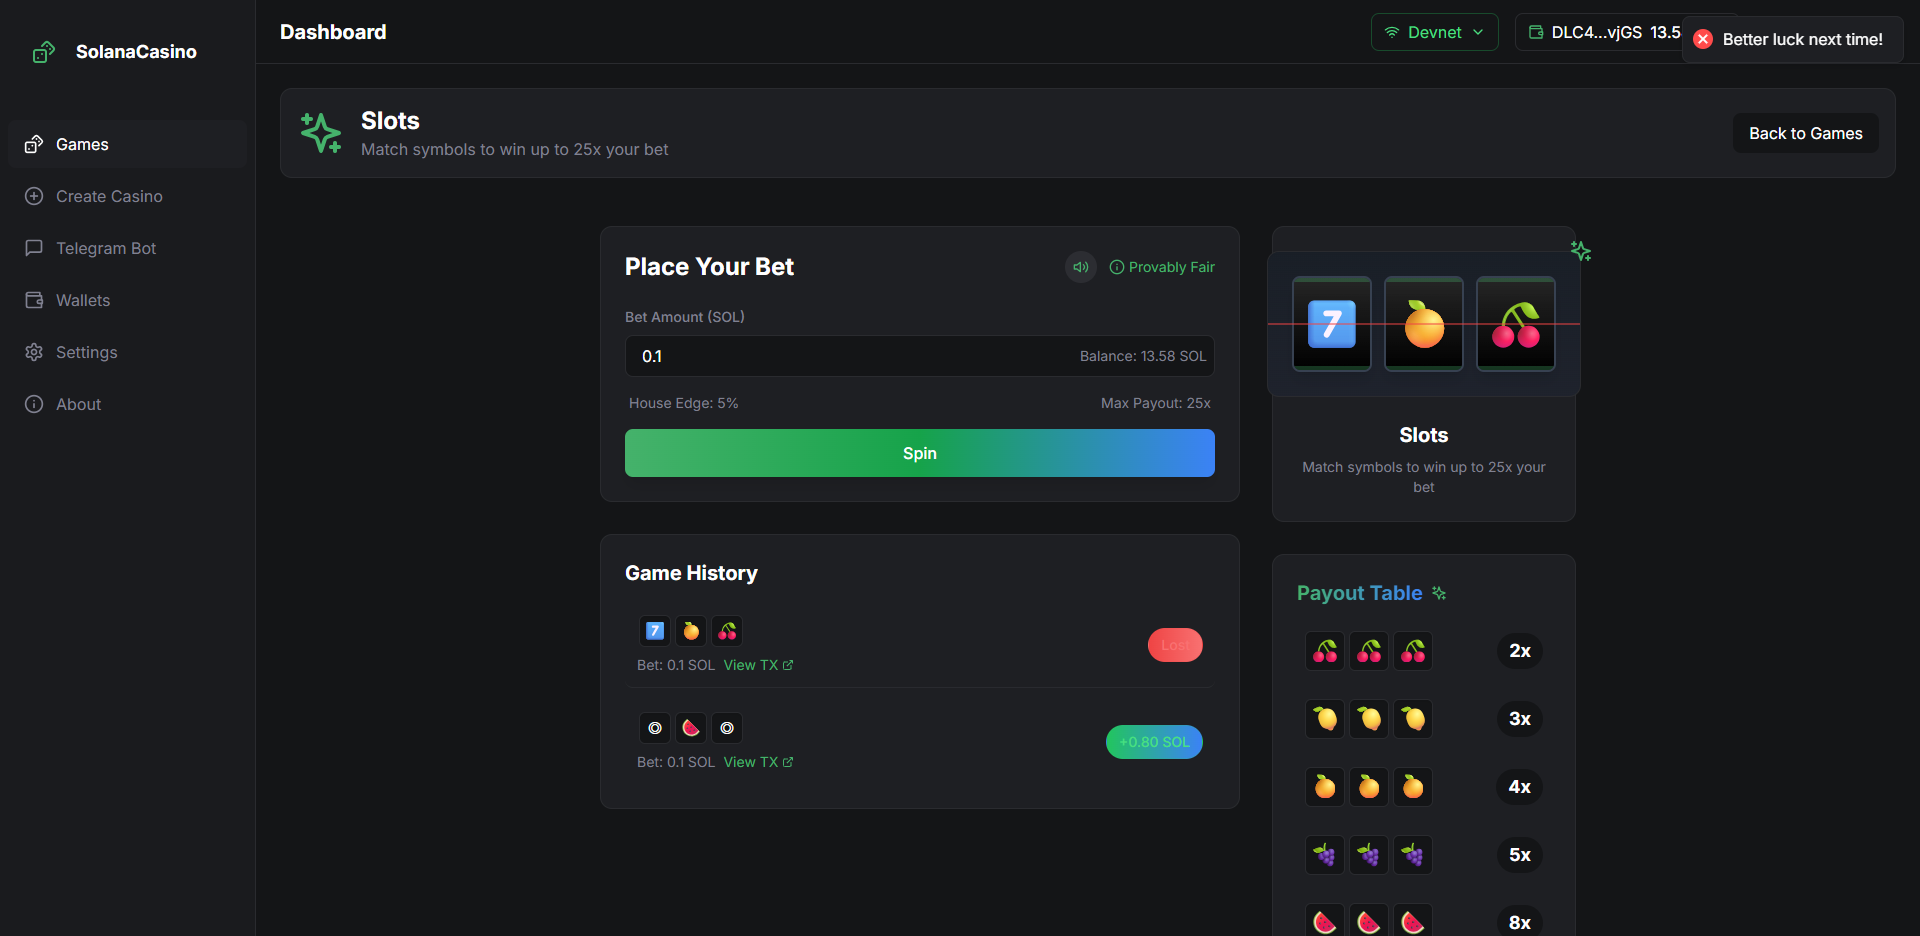 SolanaCasino
Games
Create Casino
Telegram Bot
Wallets
Settings
About
Dashboard
Devnet
DLC4...vjGS 13.5
Better luck next time!
Slots
Match symbols to win up to 25x your bet
Back to Games
Place Your Bet
Provably Fair
Bet Amount (SOL)
0.1
Balance: 13.58 SOL
House Edge: 5%
Max Payout: 25x
Spin
Game History
7
Bet: 0.1 SOL View TX
Lost
Bet: 0.1 SOL View TX
+0.80 SOL
7
Slots
Match symbols to win up to 25x your
bet
Payout Table
2x
3x
4x
5x
8x